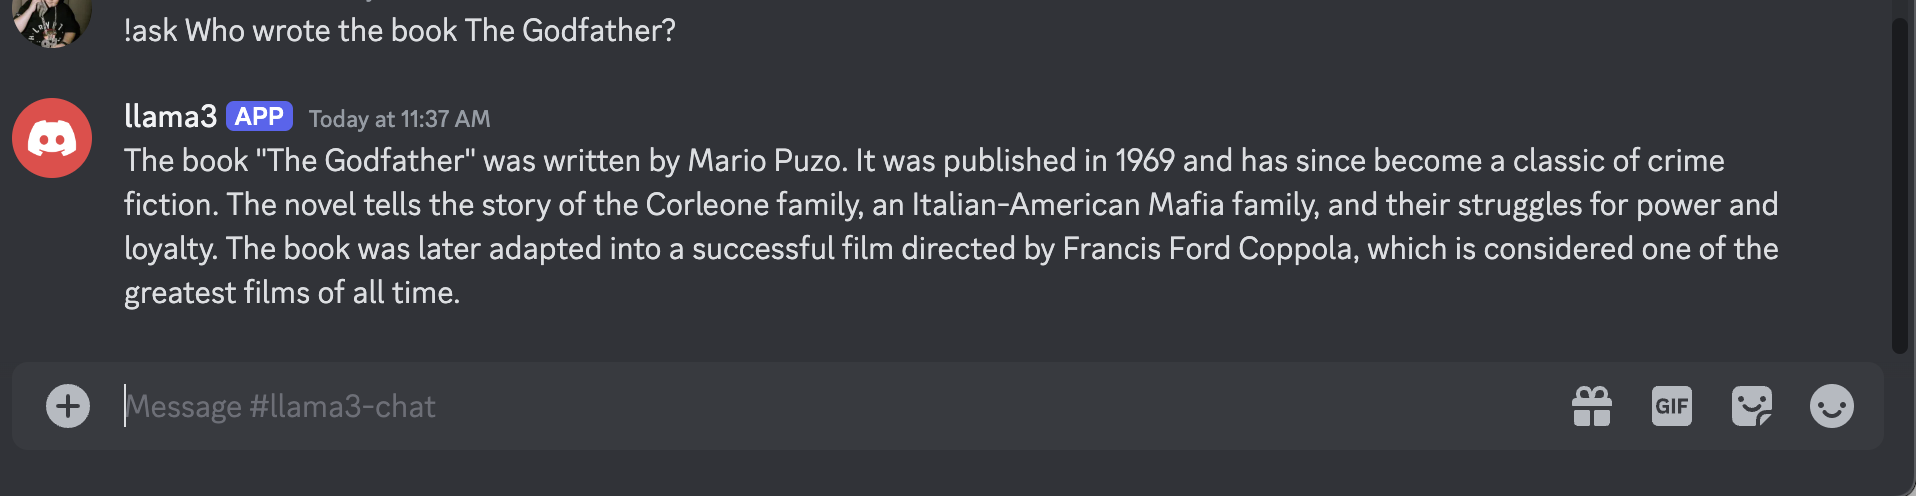 !ask Who wrote the book The Godfather?
llama3 APP Today at 11:37 AM
The book "The Godfather" was written by Mario Puzo. It was published in 1969 and has since become a classic of crime
fiction. The novel tells the story of the Corleone family, an Italian-American Mafia family, and their struggles for power and
loyalty. The book was later adapted into a successful film directed by Francis Ford Coppola, which is considered one of the
greatest films of all time.
Message #llama3-chat
GIF